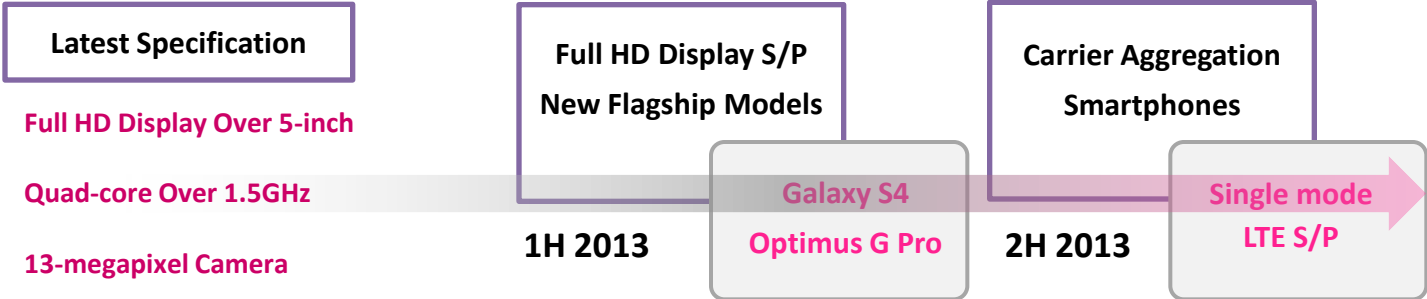 Latest Specification
Full HD Display Over 5-inch
Quad-core Over 1.5GHz
13-megapixel Camera
Full HD Display S/P
New Flagship Models
1H 2013
Galaxy S4
Optimus G Pro
Carrier Aggregation
Smartphones
2H 2013
Single mode
LTE S/P